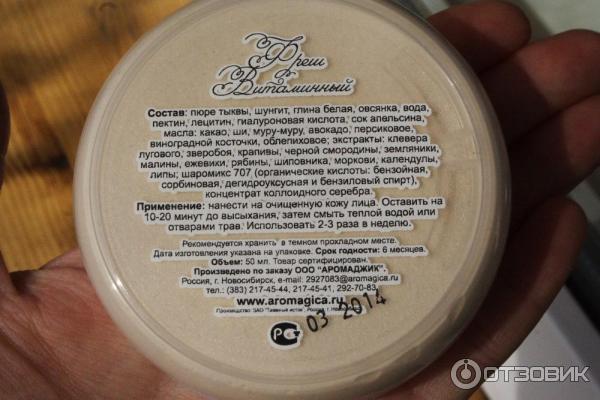 Фреш
Витаминный
Состав: пюре тыквы, шунгит, глина белая, овсянка, вода,
пектин, лецитин, гиалуроновая кислота, сок апельсина,
масла: какао, ши, муру-муру, авокадо, персиковое,
виноградной косточки, облепиховое; экстракты: клевера
лугового, зверобоя, крапивы, черной смородины, земляники,
малины, ежевики, рябины, шиповника, моркови, календулы,
липы; шаромикс 707 (органические кислоты: бензойная,
сорбиновая, дегидроуксусная и бензиловый спирт),
концентрат коллоидного серебра.
Применение: нанести на очищенную кожу лица. Оставить на
10-20 минут до высыхания, затем смыть теплой водой или
отварами трав. Использовать 2-3 раза в неделю.
Рекомендуется хранить в темном прохладном месте.
Дата изготовления указана на упаковке. Срок годности: 6 месяцев.
Объем: 50 мл. Товар сертифицирован.
Произведено по заказу ООО "АРОМАДЖИК".
Россия, г. Новосибирск, e-mail: 2927083@aromagica.ru
тел.: (383) 217-45-44, 217-45-41, 292-70-83
www.aromagica.ru
Производство: ЗАО
РС
03 2014
ОТЗОВИК